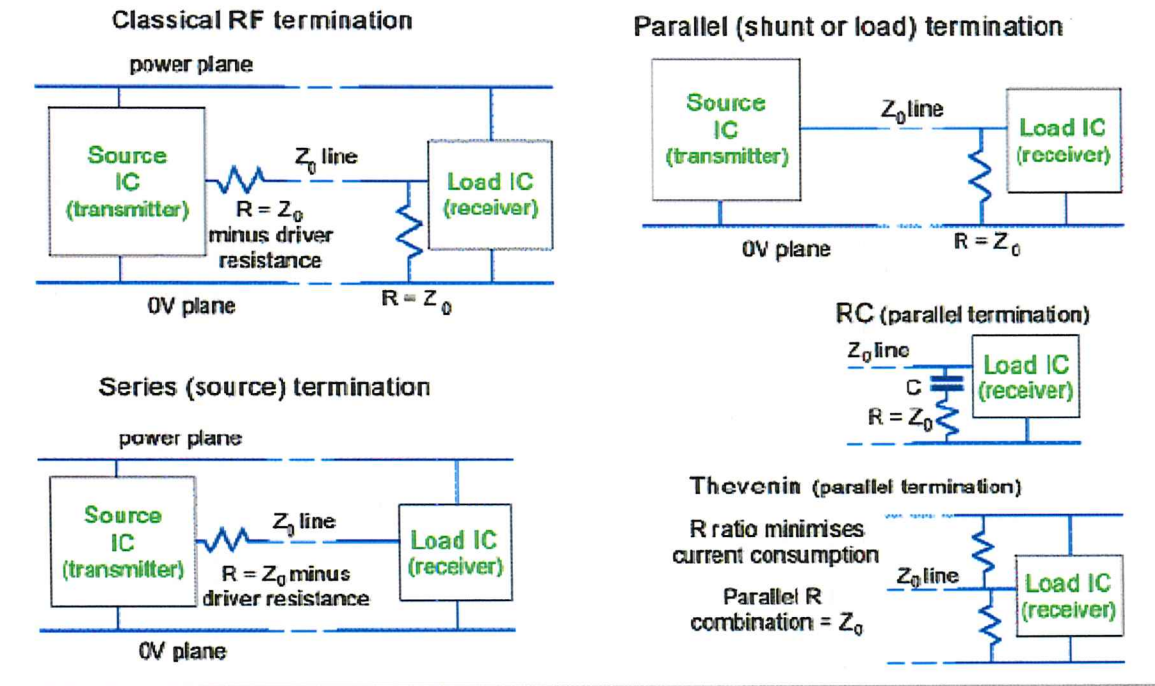 Classical RF termination
power plane
Source
IC
(transmitter)
Z0 line
R = Z0
minus driver
resistance
Load IC
(receiver)
R = Z0
0V plane
Series (source) termination
power plane
Source
IC
(transmitter)
Z0 line
R = Z0 minus
driver resistance
Load IC
(receiver)
0V plane
Parallel (shunt or load) termination
Source
IC
(transmitter)
Z0 line
Load IC
(receiver)
0V plane
R = Z0
RC (parallel termination)
Z0 line
C
R = Z0
Load IC
(receiver)
Thevenin (parallel termination)
R ratio minimises
current consumption
Z0 line
Parallel R
combination = Z0
Load IC
(receiver)